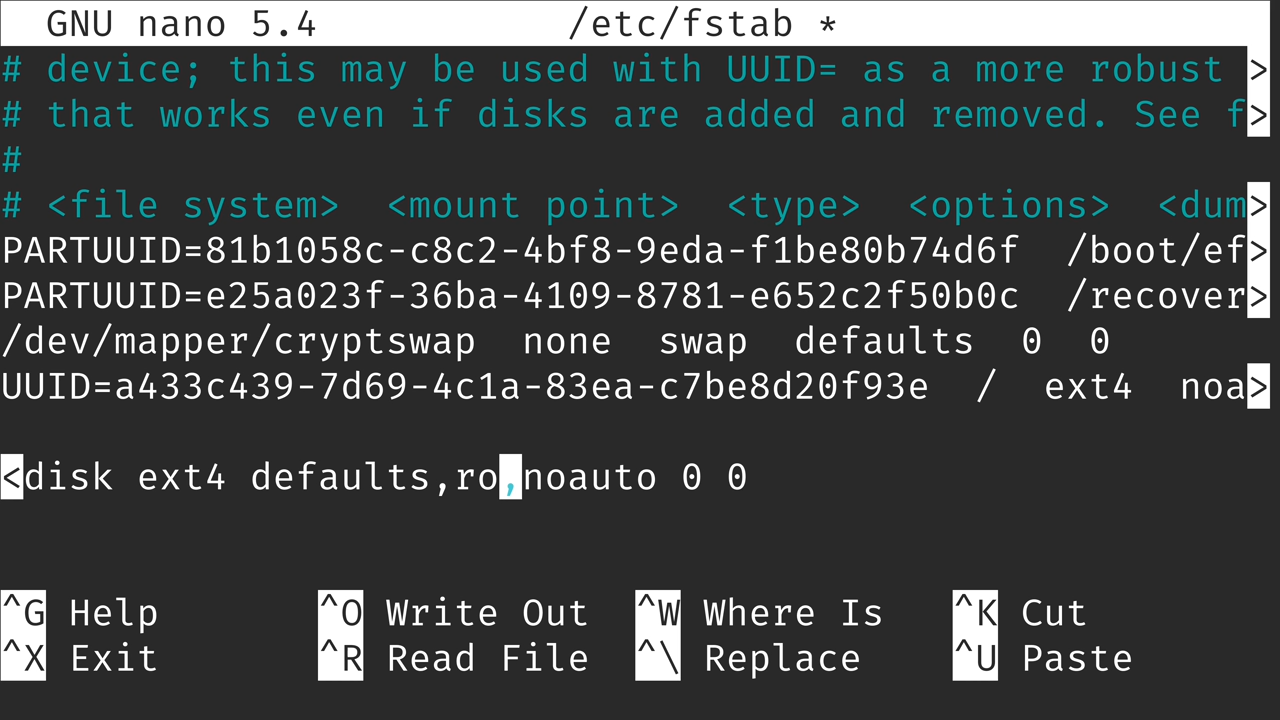 GNU nano 5.4 /etc/fstab *
# device; this may be used with UUID= as a more robust >
# that works even if disks are added and removed. See f>
#
# <file system>  <mount point>  <type>  <options>  <dum>
PARTUUID=81b1058c-c8c2-4bf8-9eda-f1be80b74d6f  /boot/ef>
PARTUUID=e25a023f-36ba-4109-8781-e652c2f50b0c  /recover>
/dev/mapper/cryptswap  none  swap  defaults  0  0
UUID=a433c439-7d69-4c1a-83ea-c7be8d20f93e  /  ext4  noa>
<disk ext4 defaults,ro,noauto 0 0
^G Help ^O Write Out ^W Where Is ^K Cut
^X Exit ^R Read File ^\ Replace ^U Paste